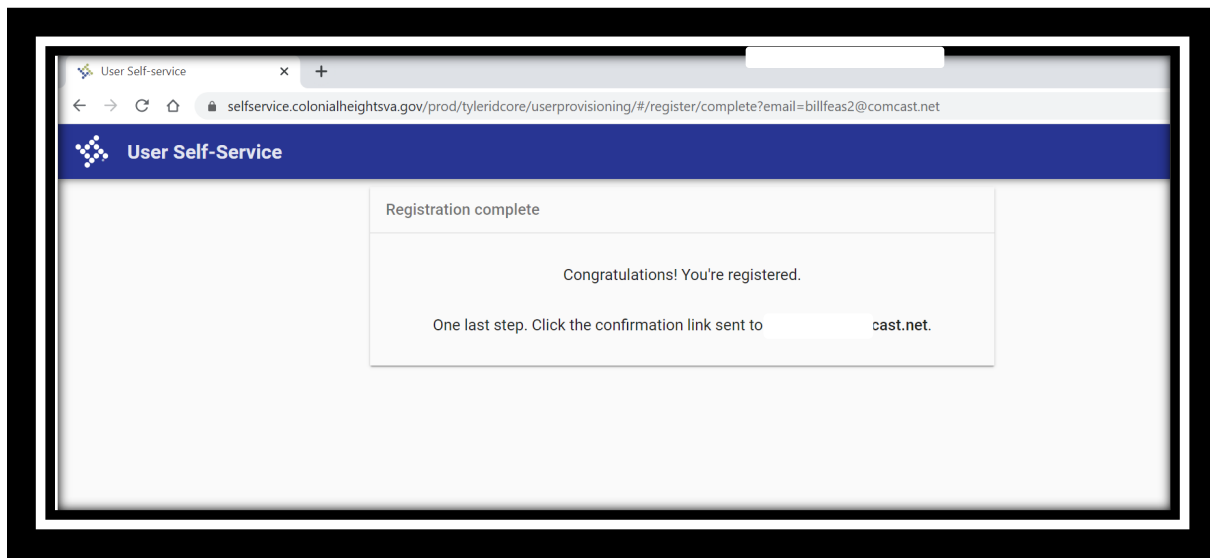 User Self-service
selfservice.colonialheightsva.gov/prod/tyleridcore/userprovisioning/#/register/complete?email=billfeas2@comcast.net
User Self-Service
Registration complete
Congratulations! You're registered.
One last step. Click the confirmation link sent to cast.net.